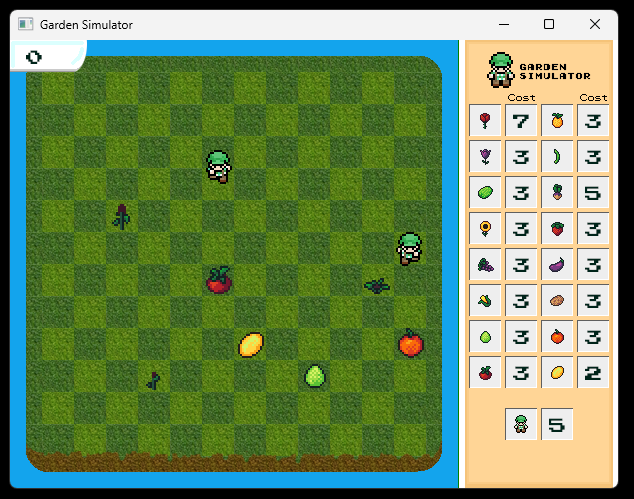 Garden Simulator
0
GARDEN
SIMULATOR
Cost Cost
7 3
3 3
3 5
3 3
3 3
3 3
3 3
3 2
5